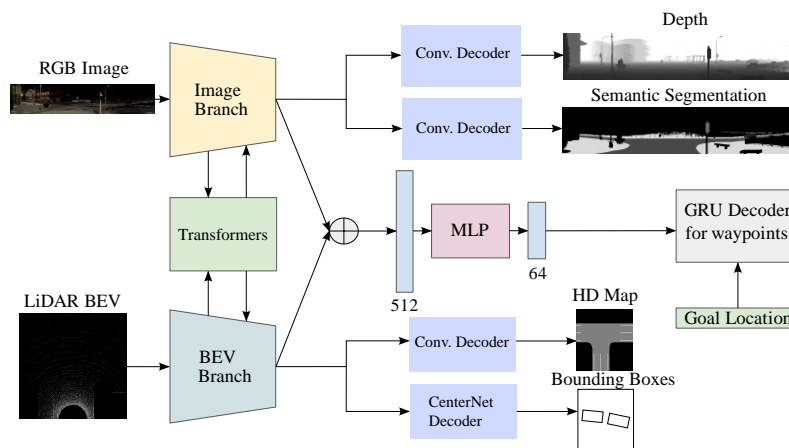 Depth
RGB Image
Image
Branch
Conv. Decoder
Semantic Segmentation
Conv. Decoder
Transformers
MLP
GRU Decoder
for waypoints
512
64
LiDAR BEV
HD Map
Goal Location
BEV
Branch
Conv. Decoder
Bounding Boxes
CenterNet
Decoder